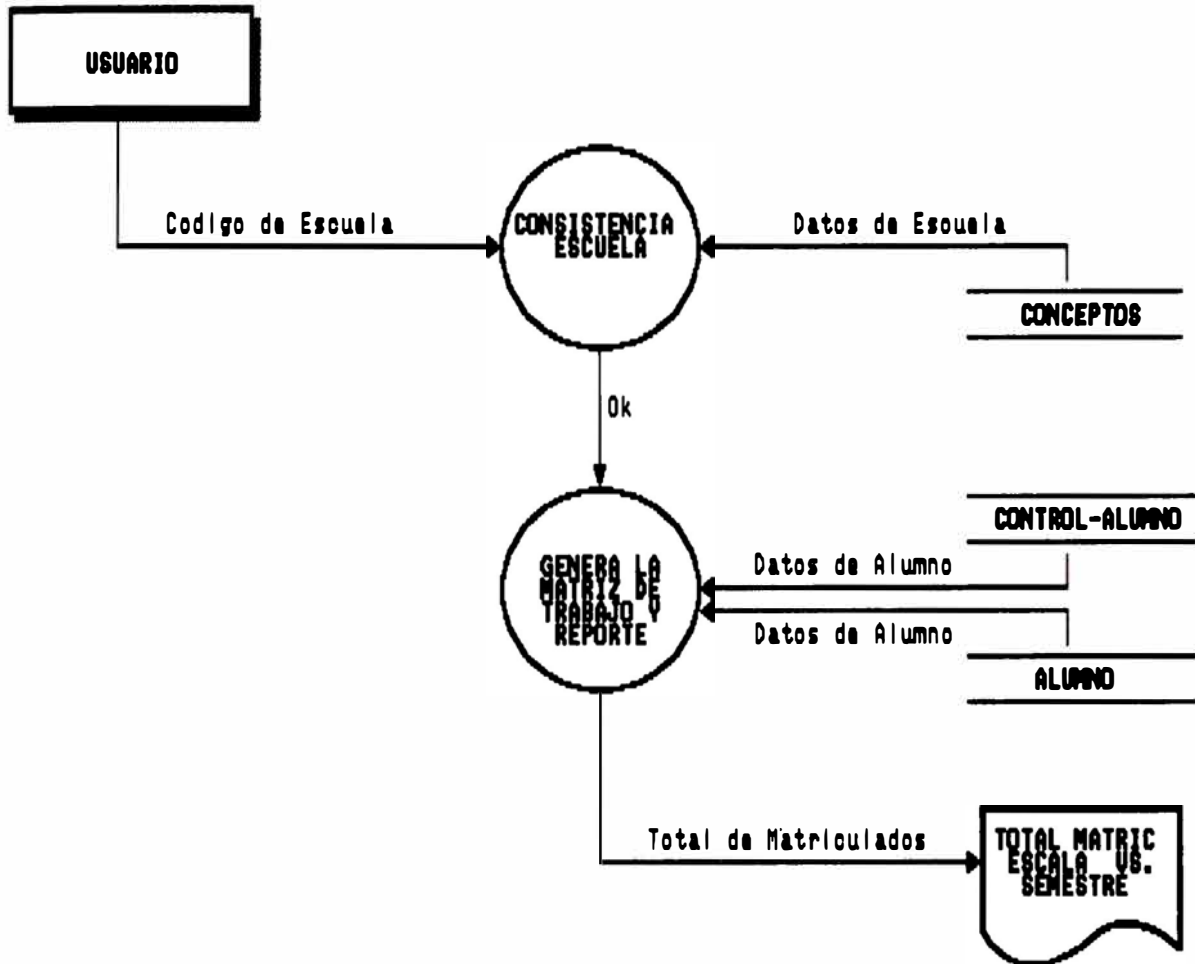 USUARIO
Codigo de Escuela
CONSISTENCIA
ESCUELA
Datos de Escuela
CONCEPTOS
Ok
CONTROL-ALUMNO
GENERA LA
MATRIZ DE
TRABAJO Y
REPORTE
Datos de Alumno
Datos de Alumno
ALUMNO
Total de Matriculados
TOTAL MATRIC
ESCALA VS.
SEMESTRE